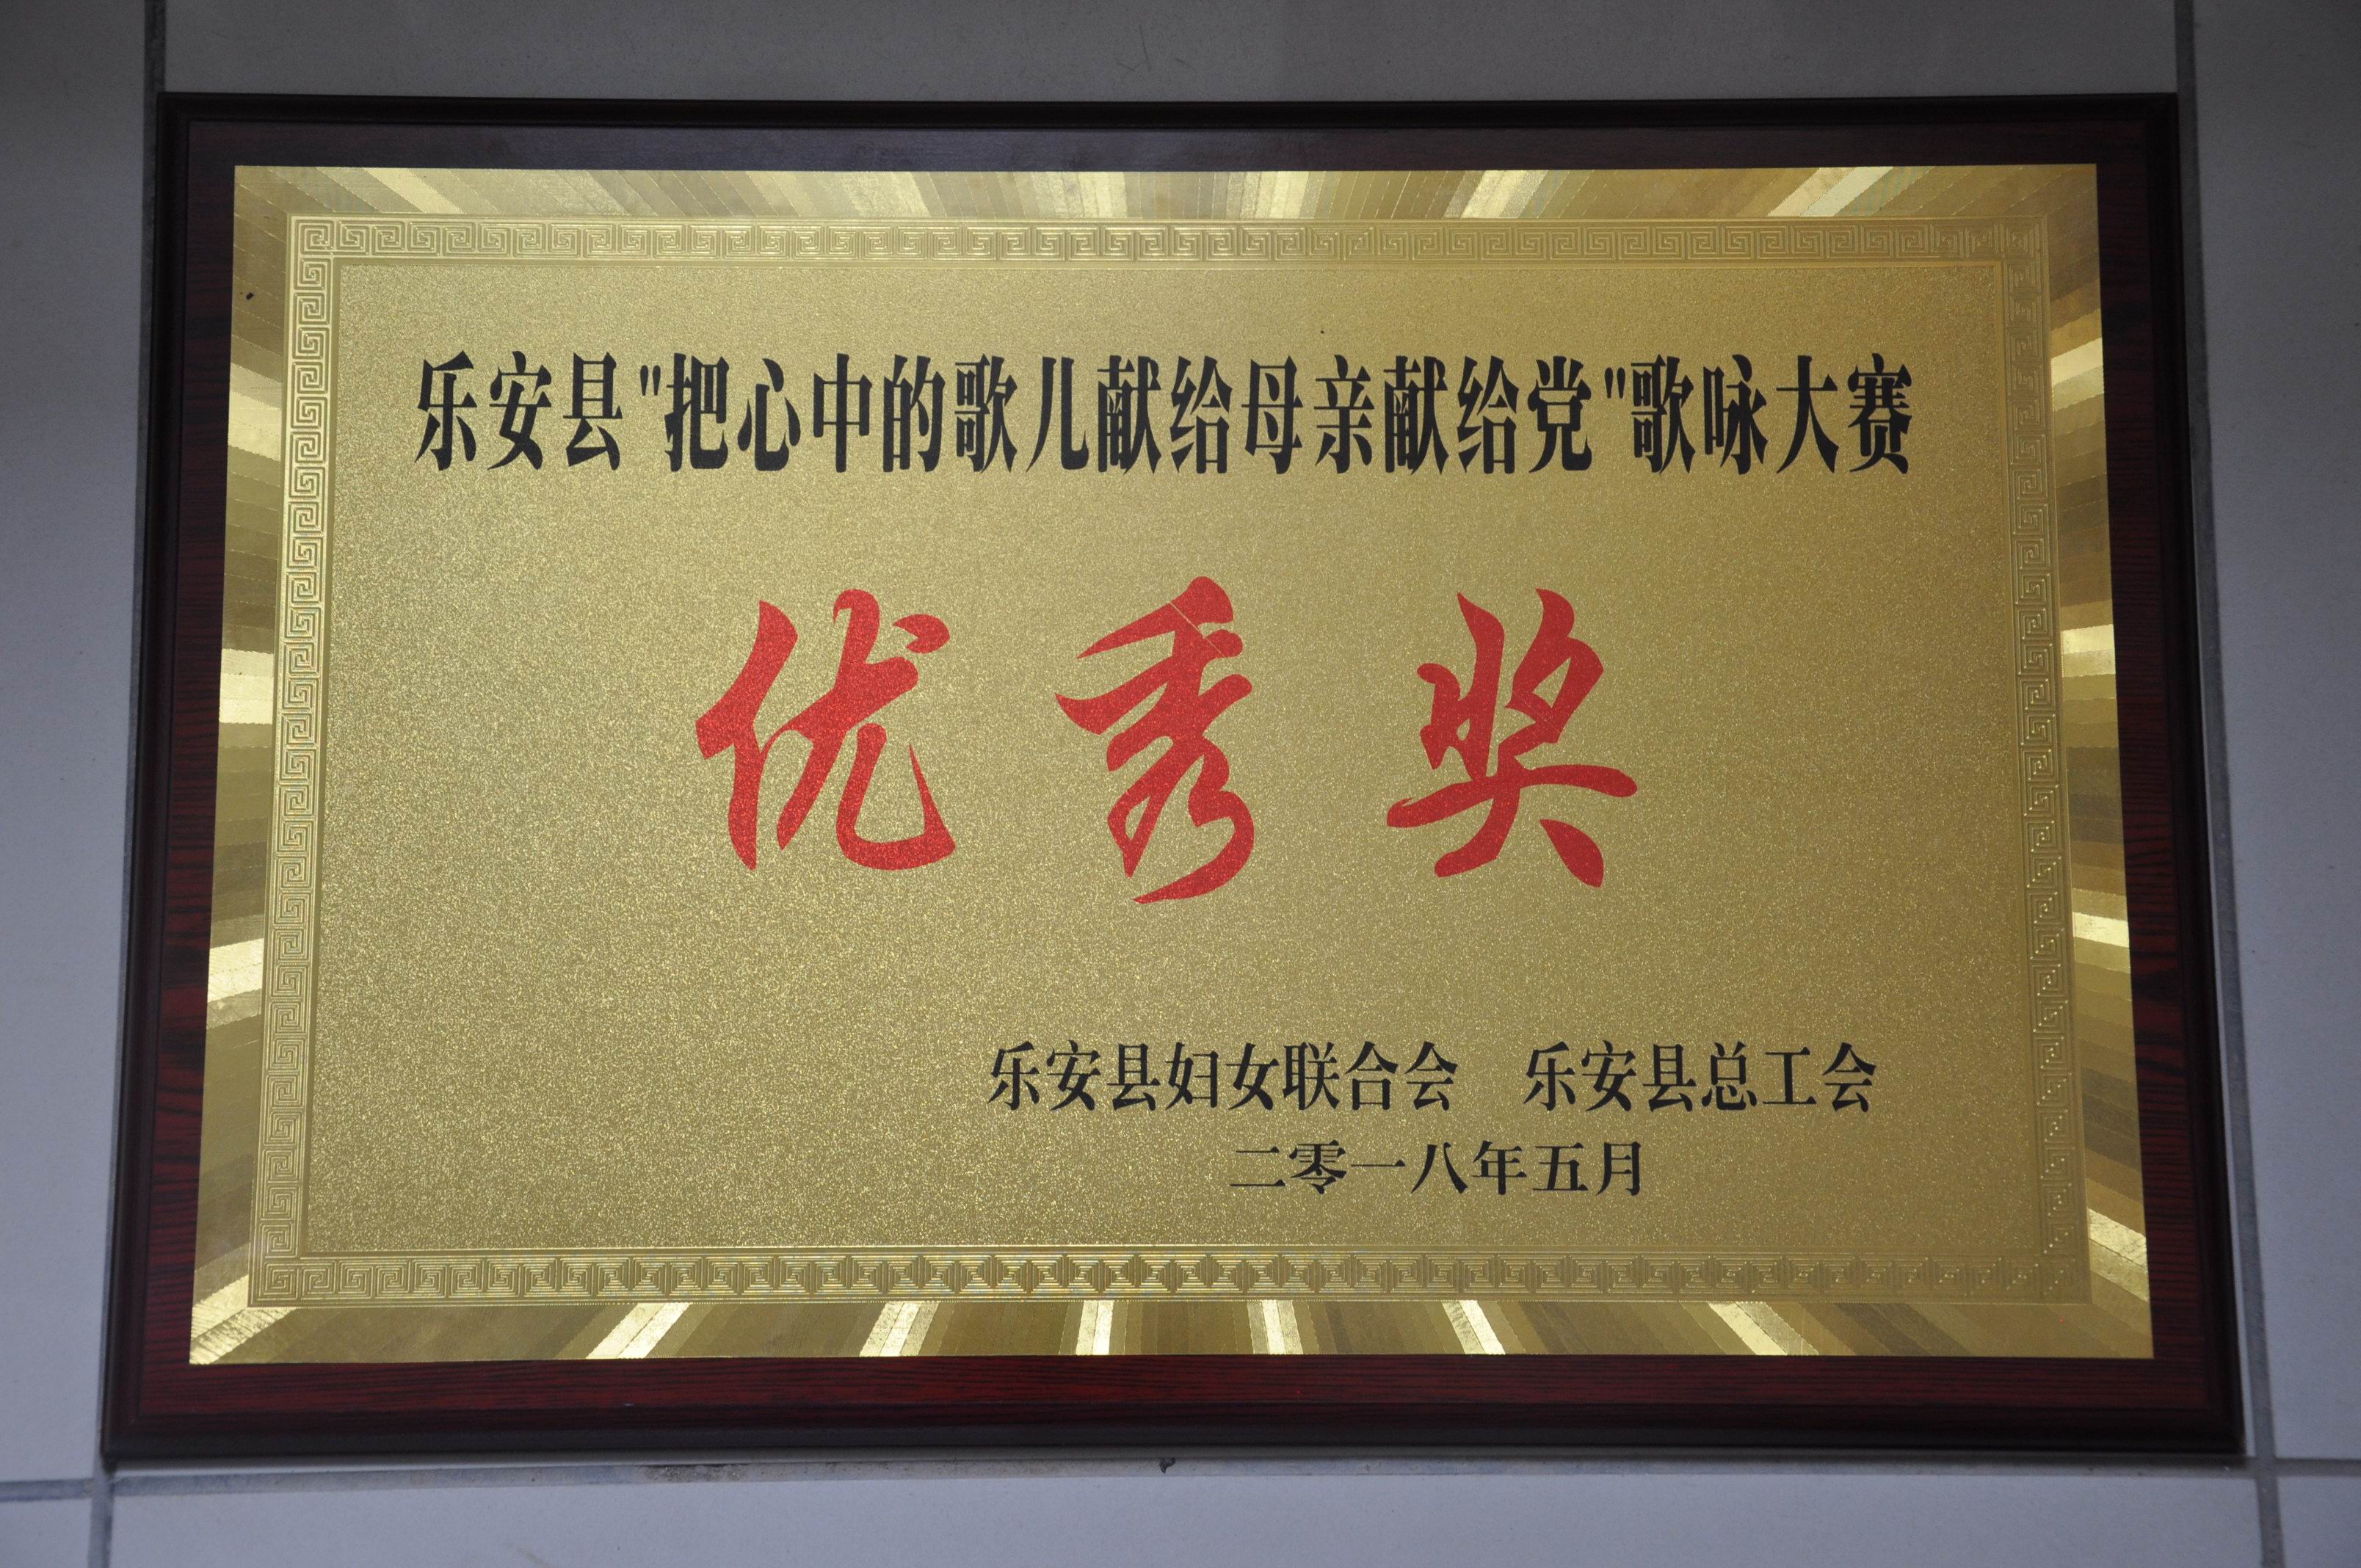 乐安县"把心中的歌儿献给母亲献给党"歌咏大赛
优秀奖
乐安县妇女联合会 乐安县总工会
二零一八年五月